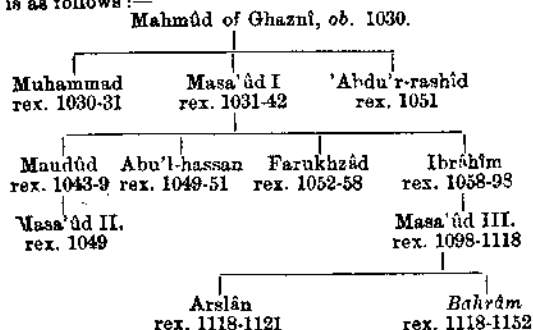 is as follows :—
Mahmûd of Ghaznî, ob. 1030.
Muhammad Masa'ûd I 'Abdu'r-rashîd
rex. 1030-31 rex. 1031-42 rex. 1051
Maudûd Abu'l-hassan Farukhzâd Ibrâhîm
rex. 1043-9 rex. 1049-51 rex. 1052-58 rex. 1058-98
Masa'ûd II. Masa'ûd III.
rex. 1049 rex. 1098-1118
Arslân Bahrâm
rex. 1118-1121 rex. 1118-1152